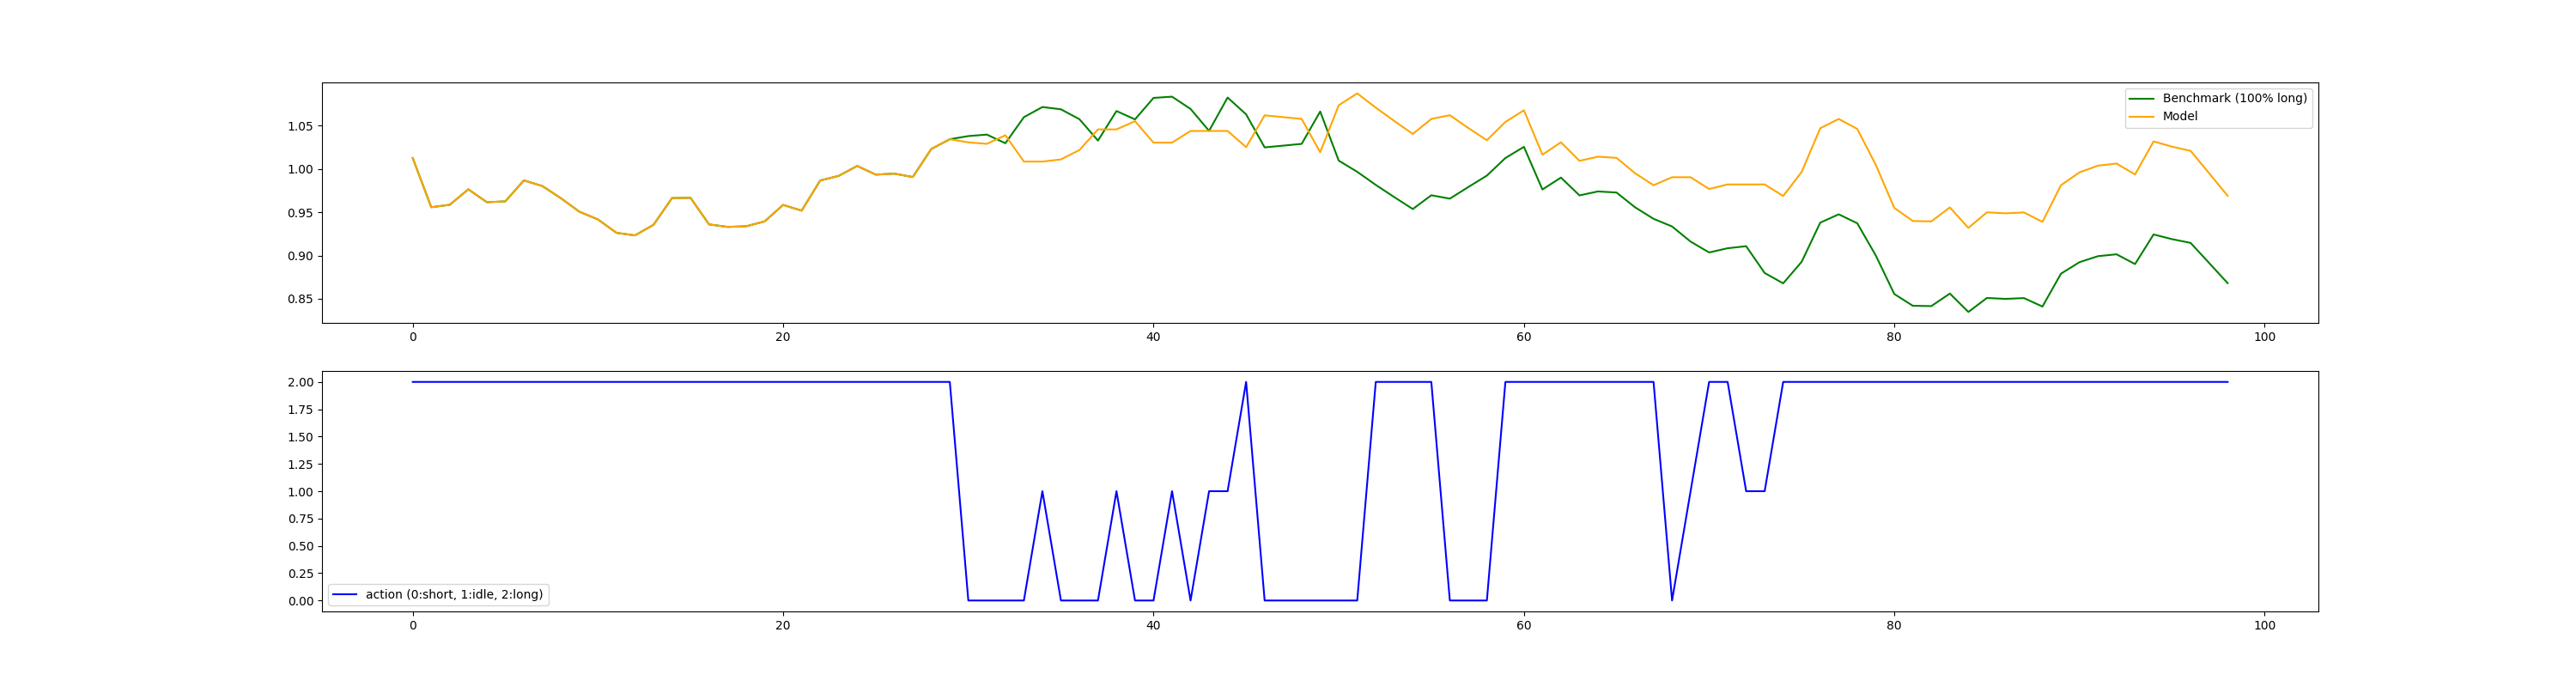 Benchmark (100% long)
Model
1.05
1.00
0.95
0.90
0.85
0 20 40 60 80 100
2.00
1.75
1.50
1.25
1.00
0.75
0.50
0.25
0.00
action (0:short, 1:idle, 2:long)
0 20 40 60 80 100